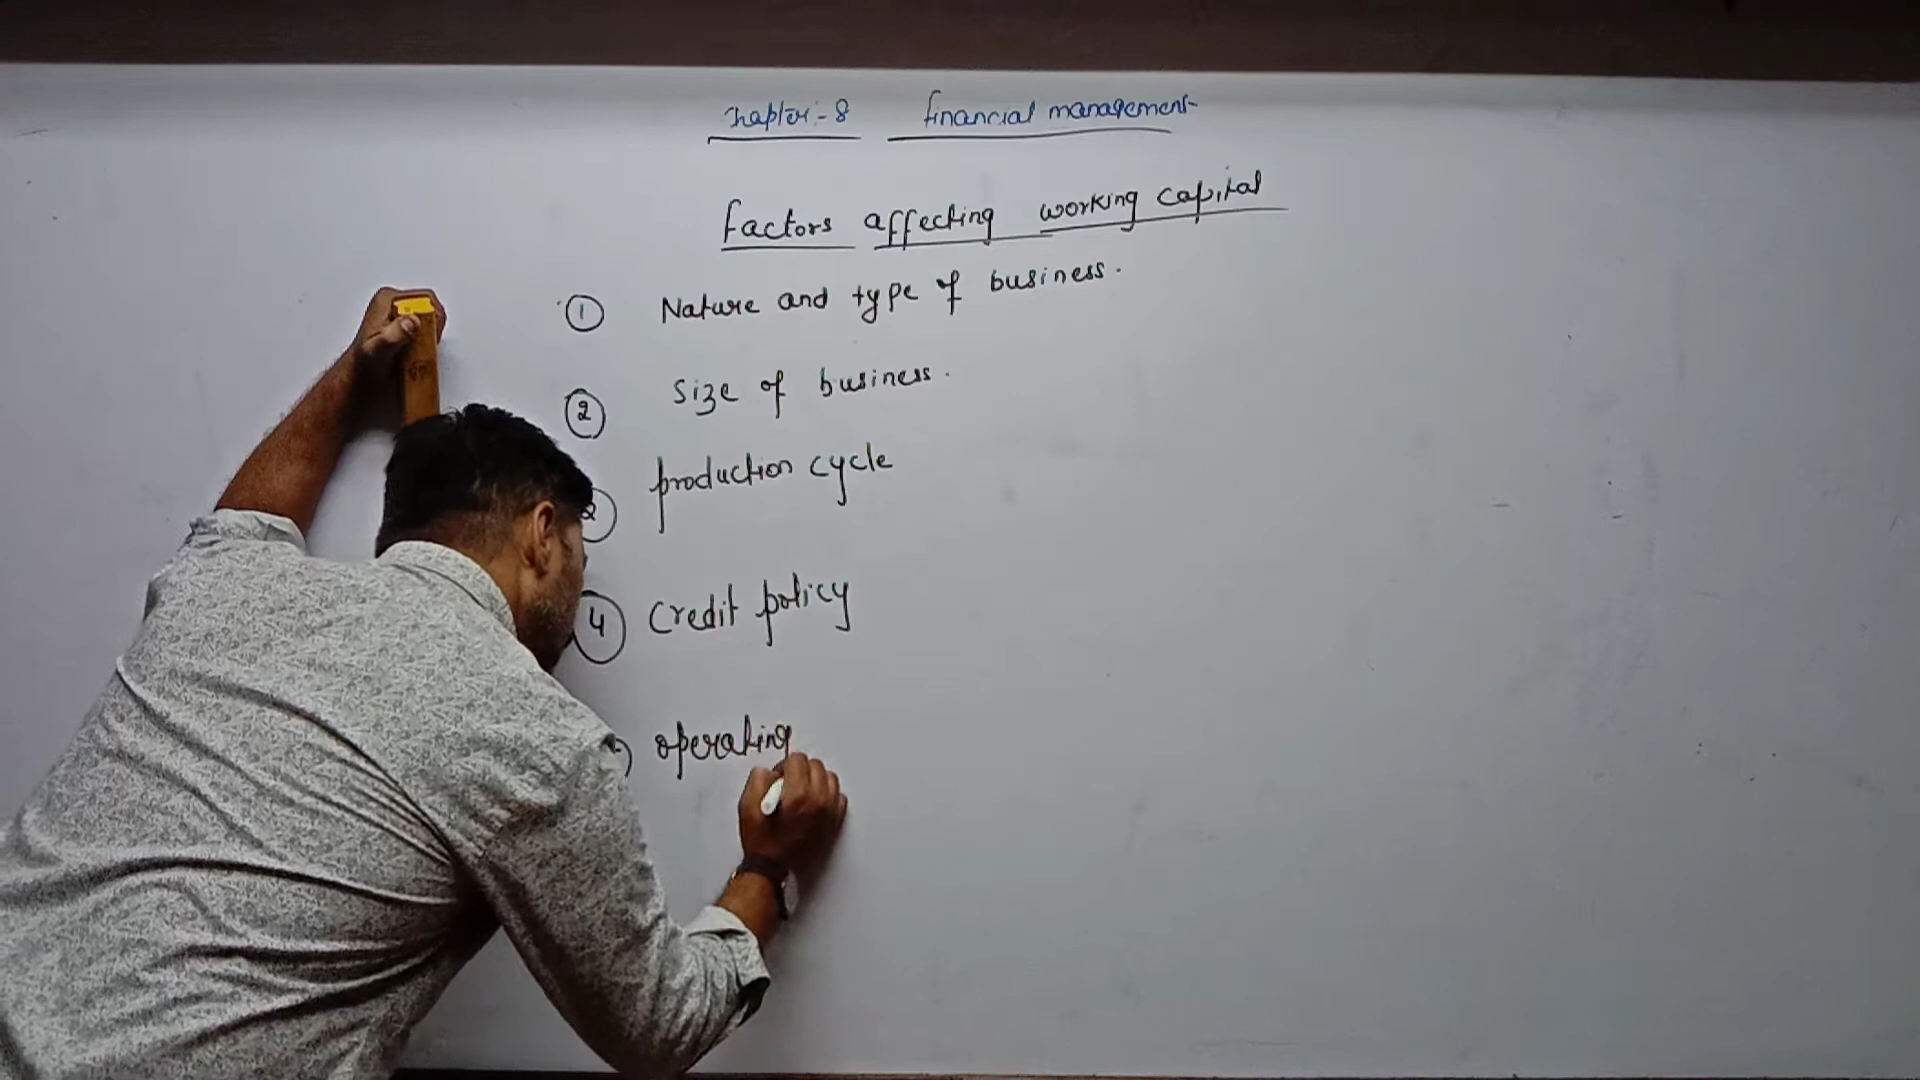 Chapter:- 8 financial management
factors affecting working capital
① Nature and type of business.
② Size of business.
production cycle
④ Credit policy
operating